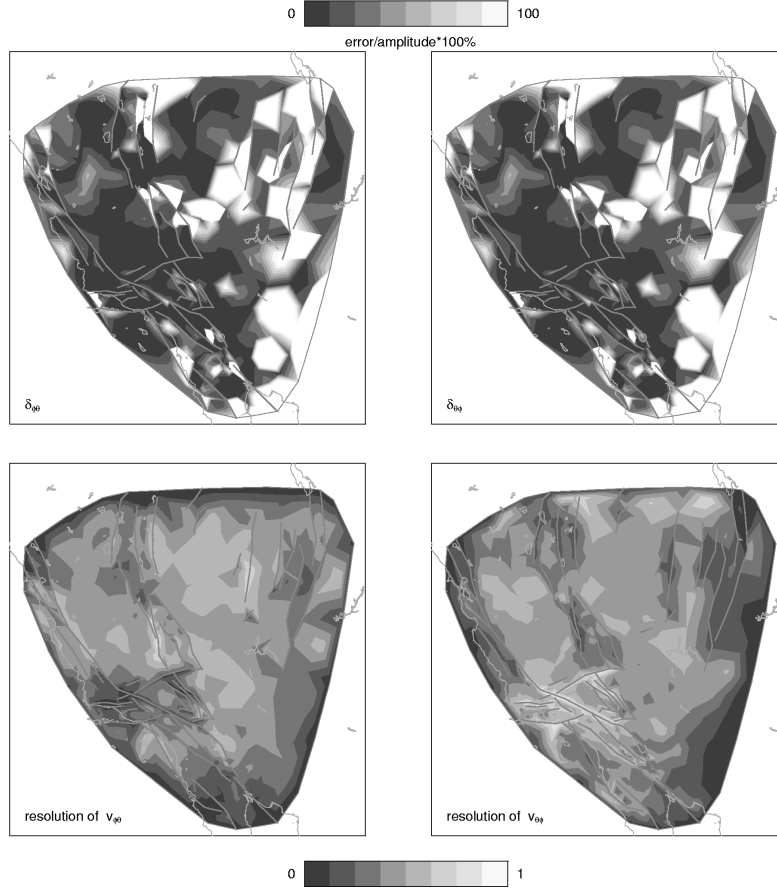 0 100
error/amplitude*100%
δφθ δθφ
resolution of vφθ resolution of vθφ
0 1